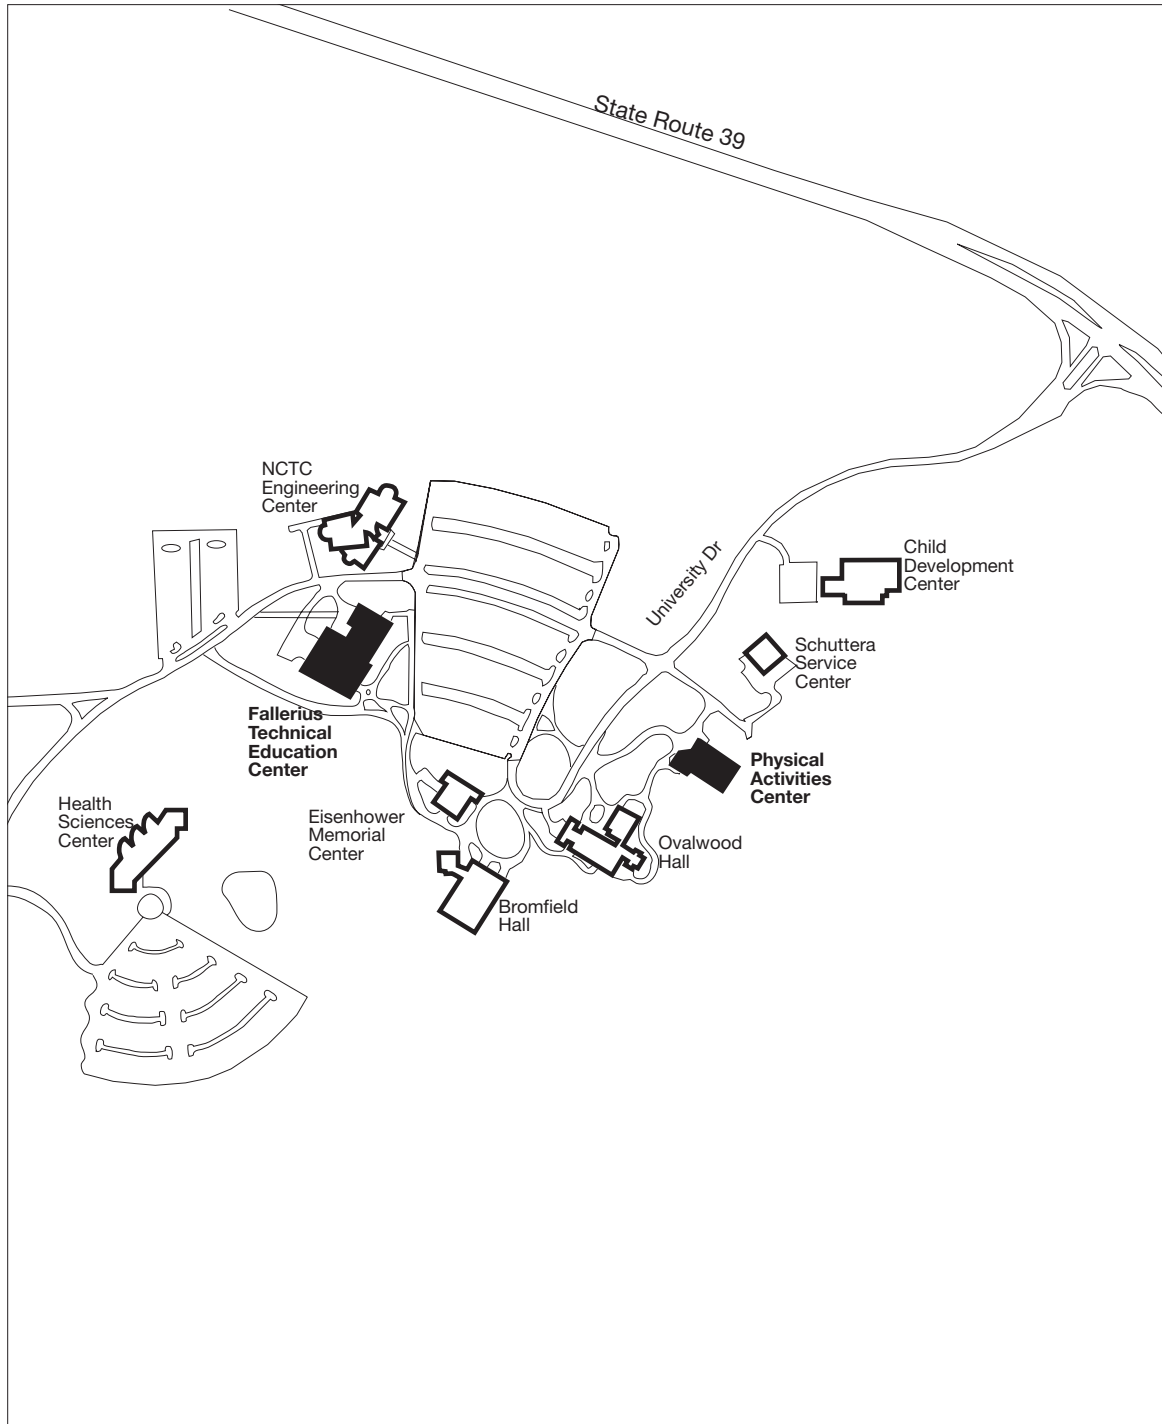 State Route 39
NCTC
Engineering
Center
University Dr
Child
Development
Center
Schuttera
Service
Center
Fallerius
Technical
Education
Center
Physical
Activities
Center
Health
Sciences
Center
Eisenhower
Memorial
Center
Ovalwood
Hall
Bromfield
Hall